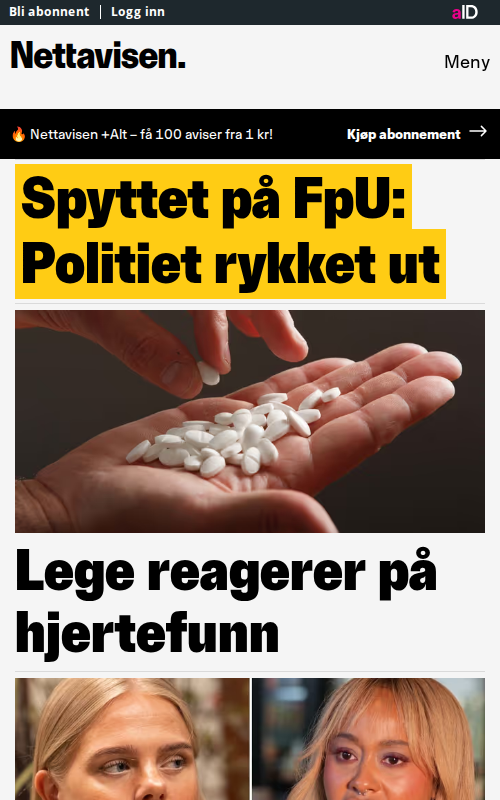 Bli abonnent | Logg inn
aID
Nettavisen.
Meny
🔥 Nettavisen +Alt – få 100 aviser fra 1 kr!
Kjøp abonnement →
Spyttet på FpU:
Politiet rykket ut
Lege reagerer på
hjertefunn